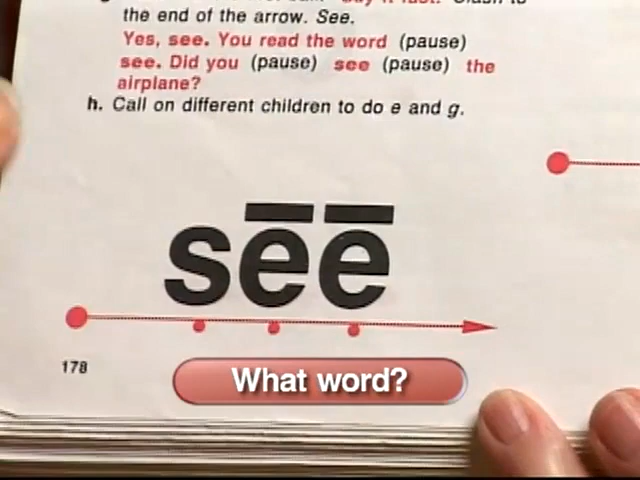 the end of the arrow. See.
Yes, see. You read the word (pause)
see. Did you (pause) see (pause) the
airplane?
h. Call on different children to do e and g.
sēē
178
What word?